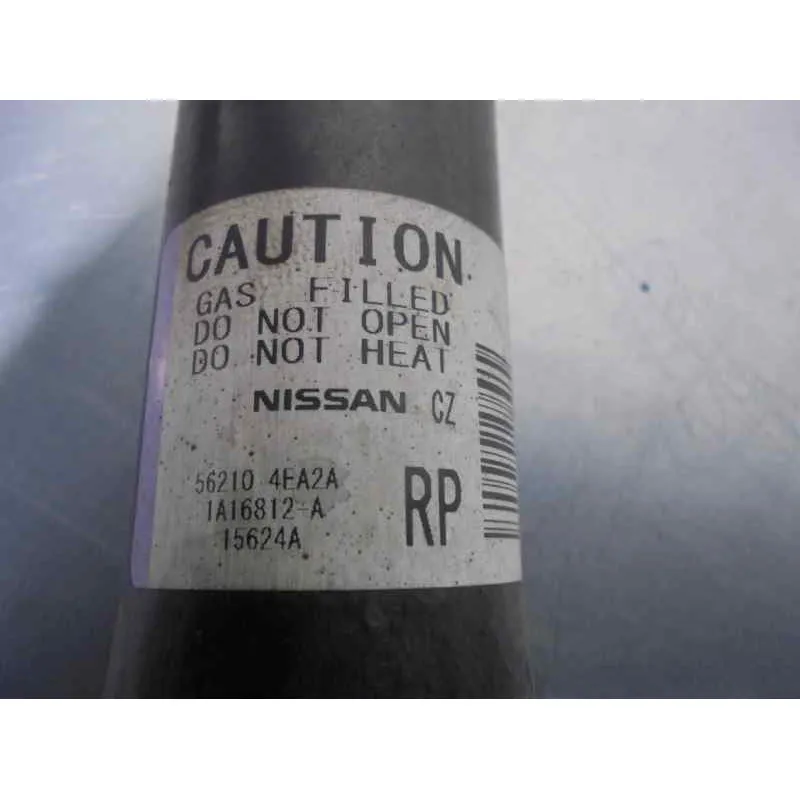 CAUTION
GAS FILLED
DO NOT OPEN
DO NOT HEAT
NISSAN CZ
56210 4EA2A
1A16812-A
15624A
RP